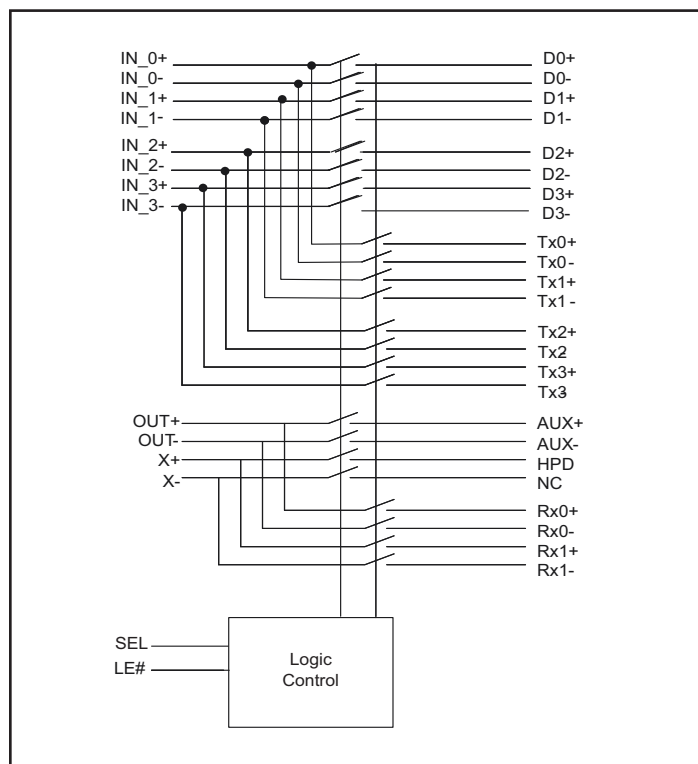 IN_0+
IN_0-
IN_1+
IN_1-
IN_2+
IN_2-
IN_3+
IN_3-
D0+
D0-
D1+
D1-
D2+
D2-
D3+
D3-
Tx0+
Tx0-
Tx1+
Tx1-
Tx2+
Tx2-
Tx3+
Tx3-
OUT+
OUT-
X+
X-
AUX+
AUX-
HPD
NC
Rx0+
Rx0-
Rx1+
Rx1-
SEL
LE#
Logic
Control